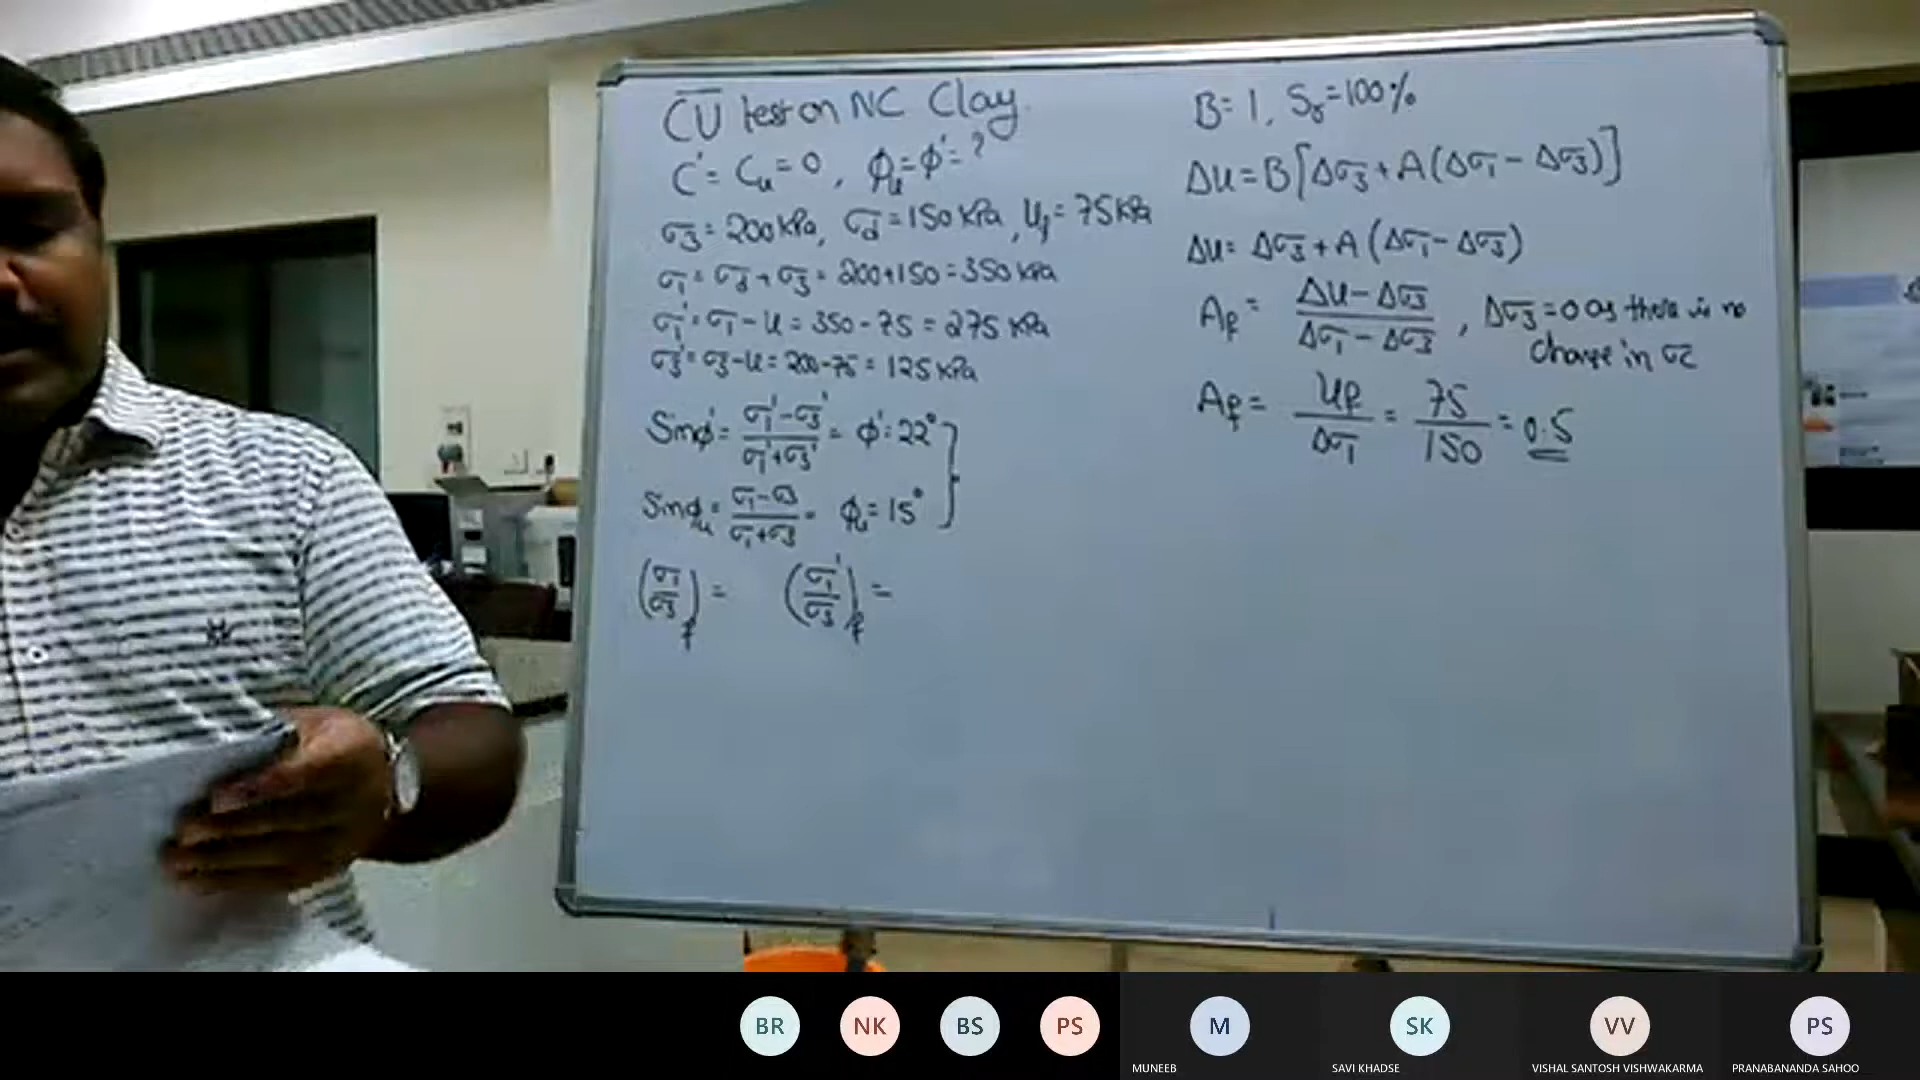 C̅U̅ test on NC Clay.
C' = Cu = 0 , ϕu = ϕ' = ?
σ3 = 200 kPa, σd = 150 kPa, Uf = 75 kPa
σ1 = σd + σ3 = 200+150 = 350 kPa
σ1' = σ1 - u = 350 - 75 = 275 kPa
σ3' = σ3 - u = 200-75 = 125 kPa
Sinϕ' = (σ1' - σ3')/(σ1' + σ3') = ϕ' = 22°
Sinϕu = (σ1 - σ3)/(σ1 + σ3) = ϕu = 15°
(σ1/σ3)f = (σ1'/σ3')f =
B = 1, Sr = 100%
Δu = B[Δσ3 + A(Δσ1 - Δσ3)]
Δu = Δσ3 + A (Δσ1 - Δσ3)
Af = (Δu - Δσ3)/(Δσ1 - Δσ3) , Δσ3 = 0 as there is no
change in σc
Af = uf/Δσ1 = 75/150 = 0.5
BR NK BS PS M SK VV PS
MUNEEB SAVI KHADSE VISHAL SANTOSH VISHWAKARMA PRANABANANDA SAHOO